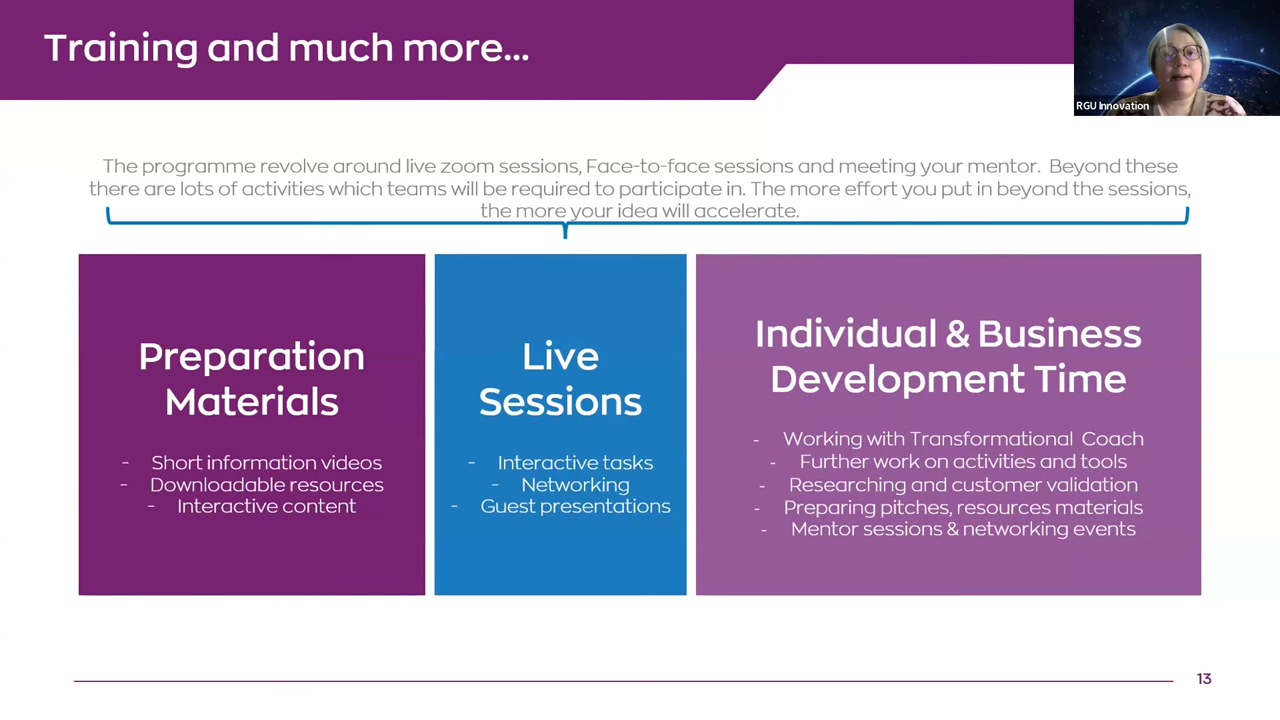 Training and much more...
RGU Innovation
The programme revolve around live zoom sessions, Face-to-face sessions and meeting your mentor. Beyond these
there are lots of activities which teams will be required to participate in. The more effort you put in beyond the sessions,
the more your idea will accelerate.
Preparation
Materials
- Short information videos
- Downloadable resources
- Interactive content
Live
Sessions
- Interactive tasks
- Networking
- Guest presentations
Individual & Business
Development Time
- Working with Transformational Coach
- Further work on activities and tools
- Researching and customer validation
- Preparing pitches, resources materials
- Mentor sessions & networking events
13